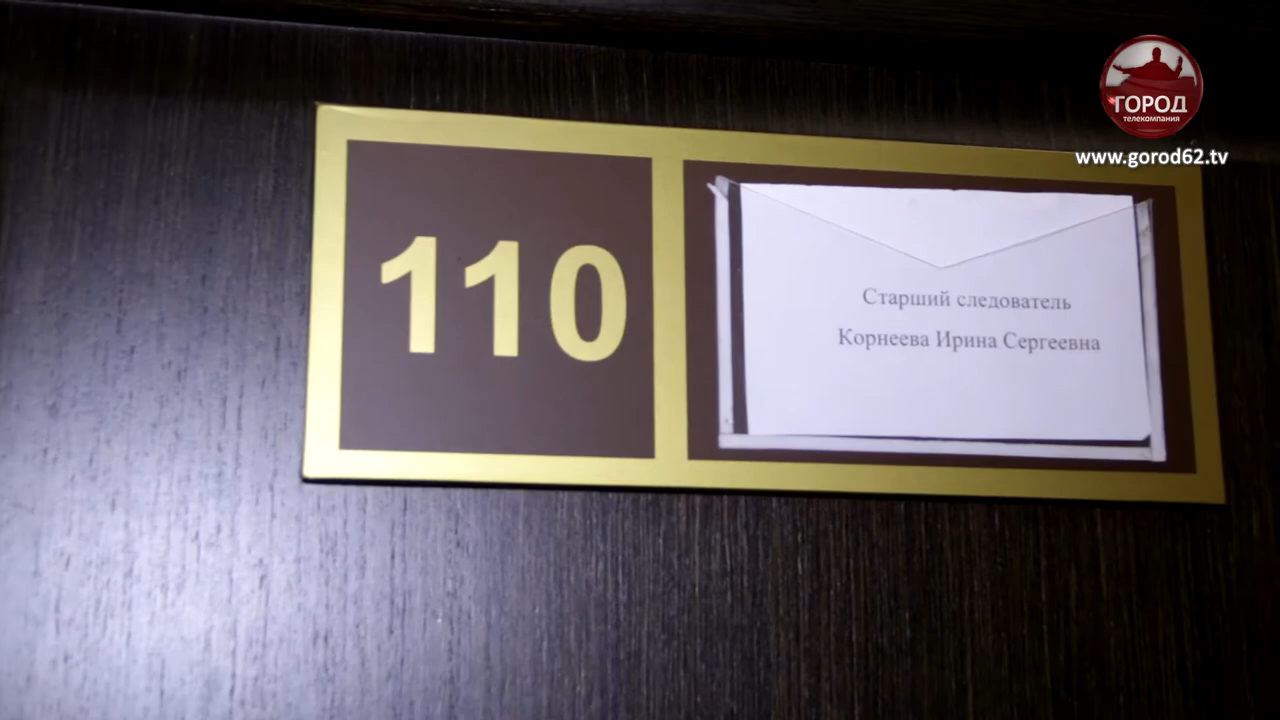 ГОРОД
телекомпания
www.gorod62.tv
110
Старший следователь
Корнеева Ирина Сергеевна